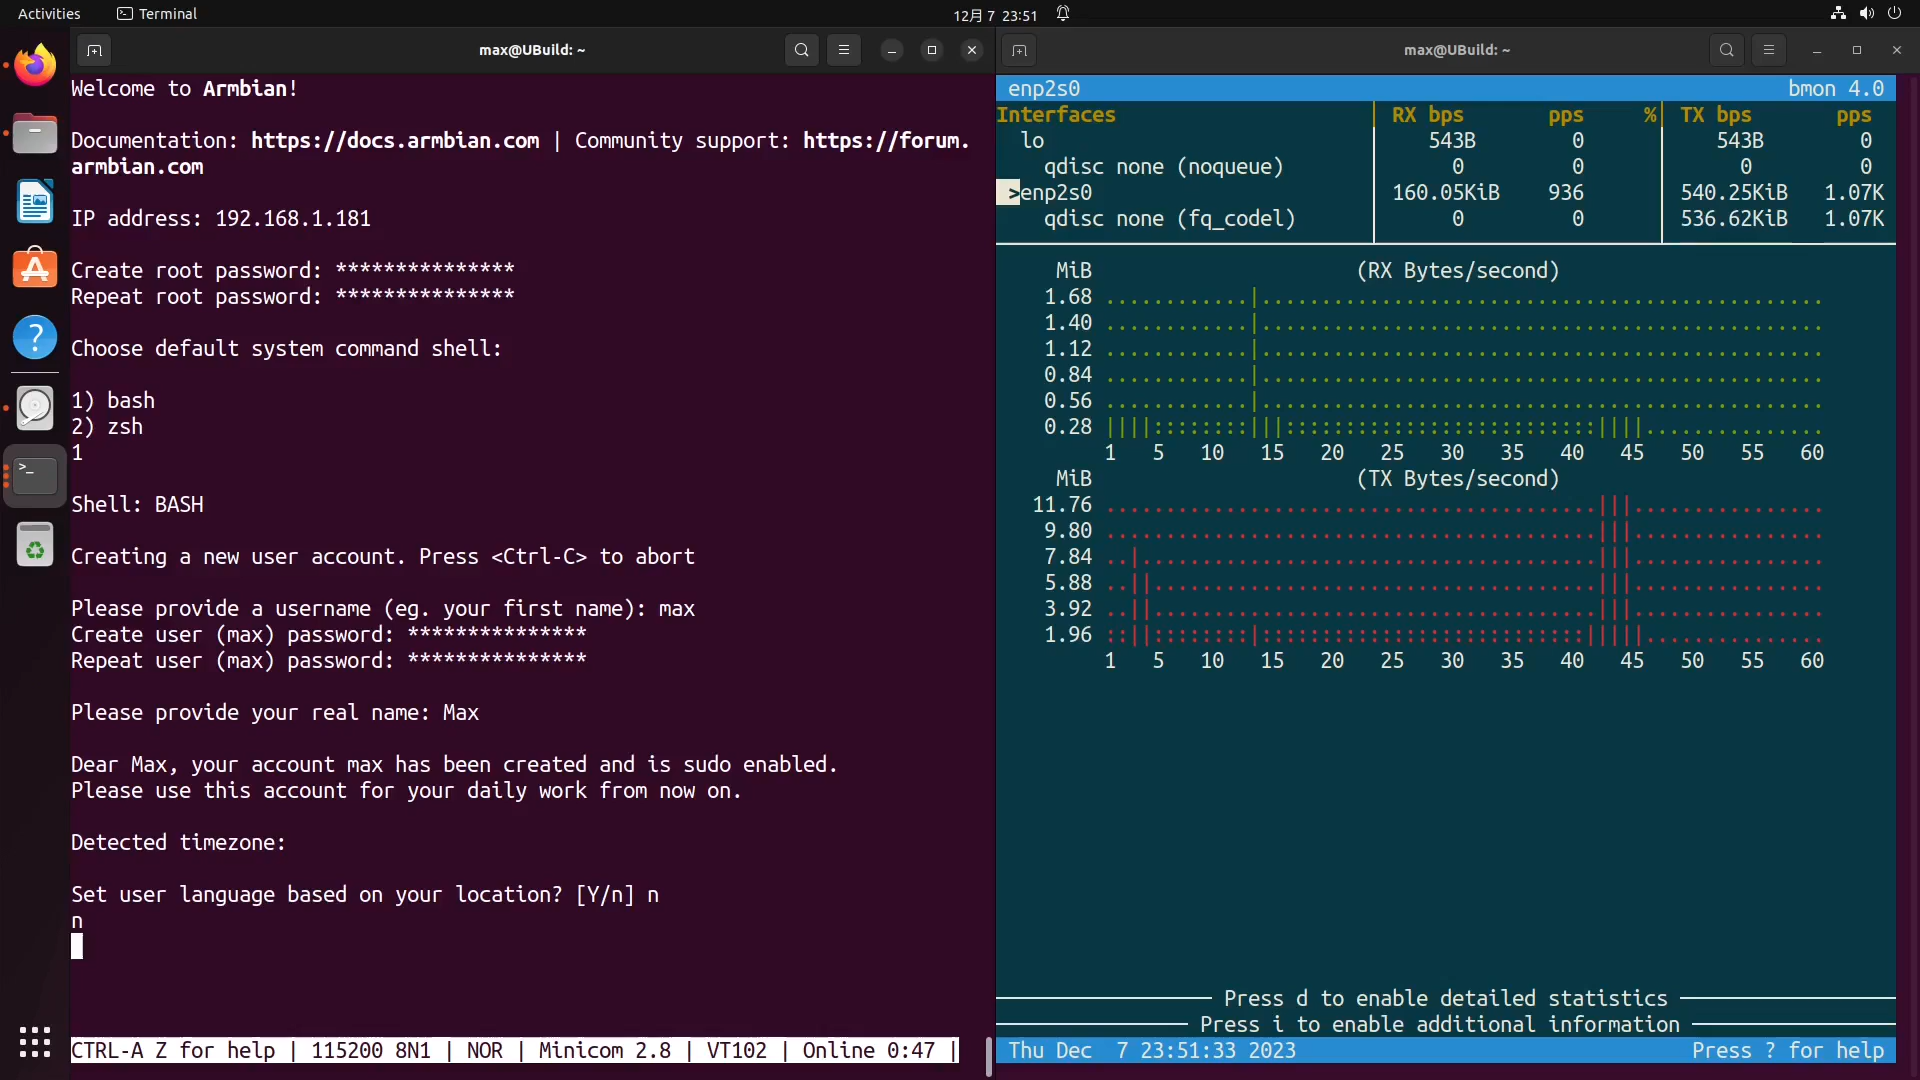 Activities
Terminal
12月 7 23:51
max@UBuild: ~
Welcome to Armbian!
Documentation: https://docs.armbian.com | Community support: https://forum.
armbian.com
IP address: 192.168.1.181
Create root password: ***************
Repeat root password: ***************
Choose default system command shell:
1) bash
2) zsh
1
Shell: BASH
Creating a new user account. Press <Ctrl-C> to abort
Please provide a username (eg. your first name): max
Create user (max) password: ***************
Repeat user (max) password: ***************
Please provide your real name: Max
Dear Max, your account max has been created and is sudo enabled.
Please use this account for your daily work from now on.
Detected timezone:
Set user language based on your location? [Y/n] n
n
CTRL-A Z for help | 115200 8N1 | NOR | Minicom 2.8 | VT102 | Online 0:47 |
max@UBuild: ~
enp2s0 bmon 4.0
Interfaces | RX bps pps %| TX bps pps
lo | 543B 0 | 543B 0
qdisc none (noqueue) | 0 0 | 0 0
>enp2s0 | 160.05KiB 936 | 540.25KiB 1.07K
qdisc none (fq_codel) | 0 0 | 536.62KiB 1.07K
MiB (RX Bytes/second)
1.68 ............|...............................................
1.40 ............|...............................................
1.12 ............|...............................................
0.84 ............|...............................................
0.56 ............|...............................................
0.28 ||||::::::::|||::::::::::::::::::::::::::||||...............
1 5 10 15 20 25 30 35 40 45 50 55 60
MiB (TX Bytes/second)
11.76 .........................................|||................
9.80 .........................................|||................
7.84 ..|......................................|||................
5.88 ..||.....................................|||................
3.92 ..||.....................................|||................
1.96 ::||::::::::|:::::::::::::::::::::::::::|||||...............
1 5 10 15 20 25 30 35 40 45 50 55 60
Press d to enable detailed statistics
Press i to enable additional information
Thu Dec 7 23:51:33 2023 Press ? for help